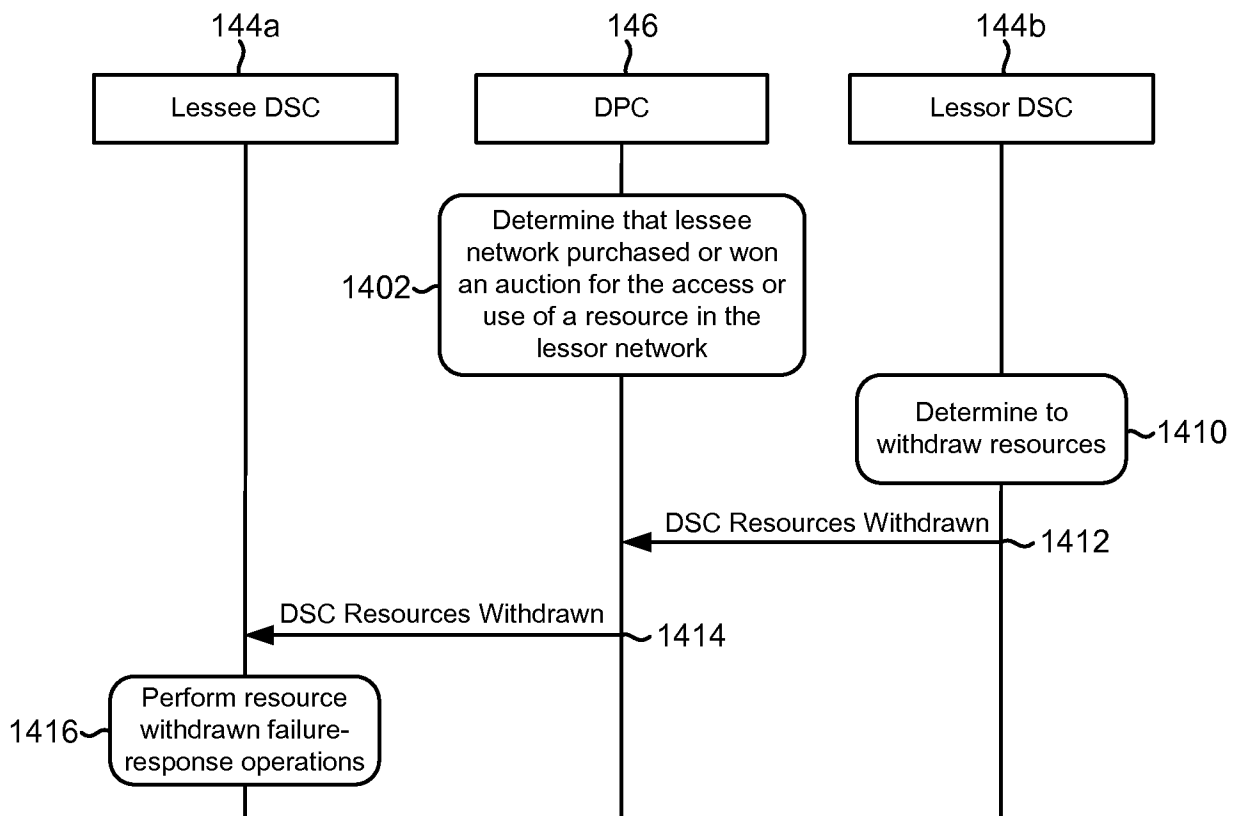 144a
146
144b
Lessee DSC
DPC
Lessor DSC
Determine that lessee
network purchased or won
an auction for the access or
use of a resource in the
lessor network
1402
Determine to
withdraw resources
1410
DSC Resources Withdrawn
1412
DSC Resources Withdrawn
1414
Perform resource
withdrawn failure-
response operations
1416